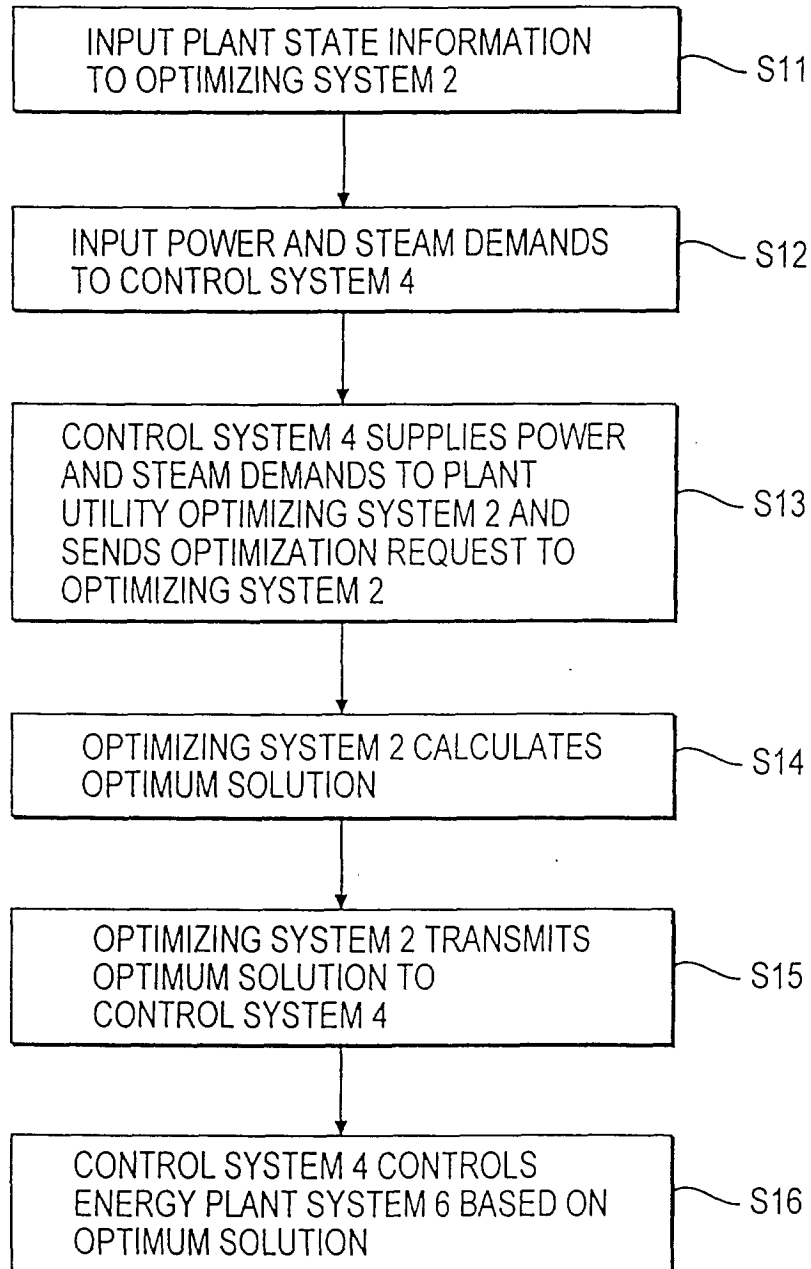 INPUT PLANT STATE INFORMATION
TO OPTIMIZING SYSTEM 2
S11
INPUT POWER AND STEAM DEMANDS
TO CONTROL SYSTEM 4
S12
CONTROL SYSTEM 4 SUPPLIES POWER
AND STEAM DEMANDS TO PLANT
UTILITY OPTIMIZING SYSTEM 2 AND
SENDS OPTIMIZATION REQUEST TO
OPTIMIZING SYSTEM 2
S13
OPTIMIZING SYSTEM 2 CALCULATES
OPTIMUM SOLUTION
S14
OPTIMIZING SYSTEM 2 TRANSMITS
OPTIMUM SOLUTION TO
CONTROL SYSTEM 4
S15
CONTROL SYSTEM 4 CONTROLS
ENERGY PLANT SYSTEM 6 BASED ON
OPTIMUM SOLUTION
S16